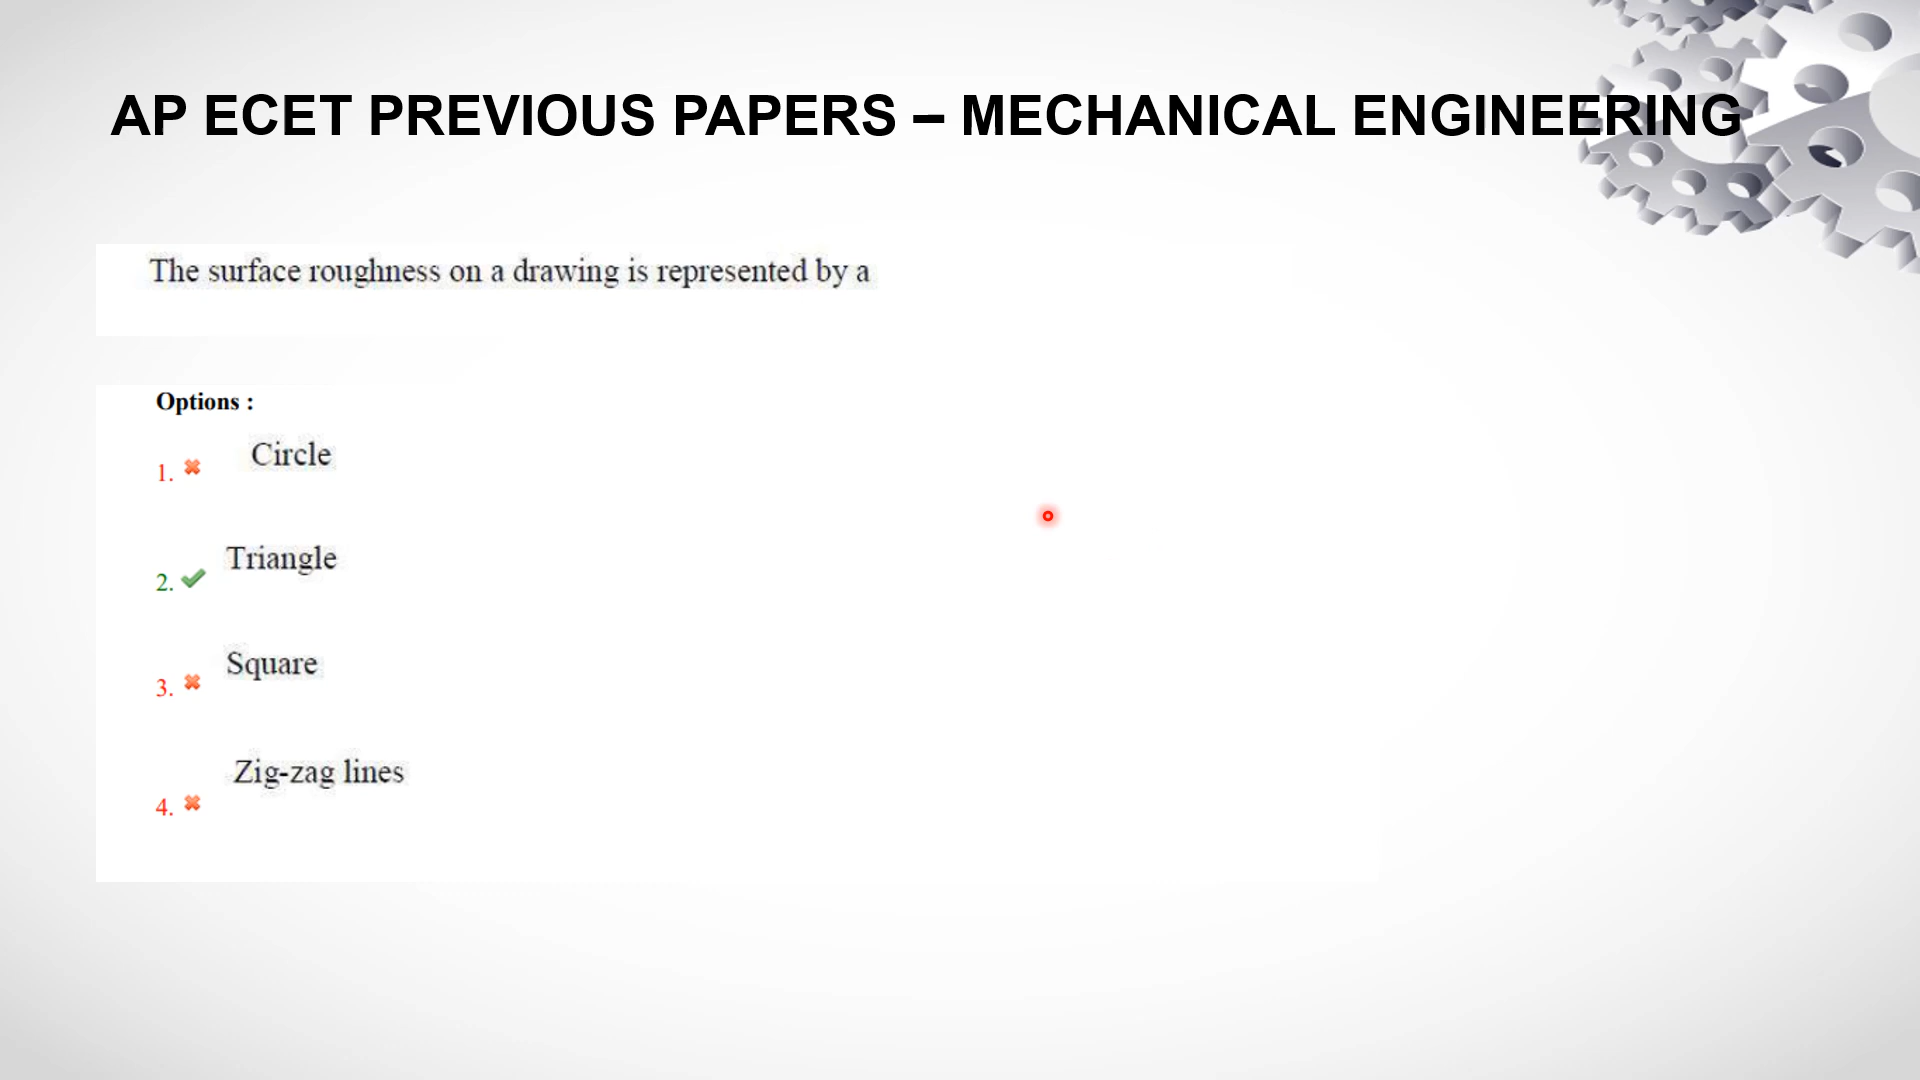 AP ECET PREVIOUS PAPERS – MECHANICAL ENGINEERING
The surface roughness on a drawing is represented by a
Options :
1. Circle
2. Triangle
3. Square
4. Zig-zag lines